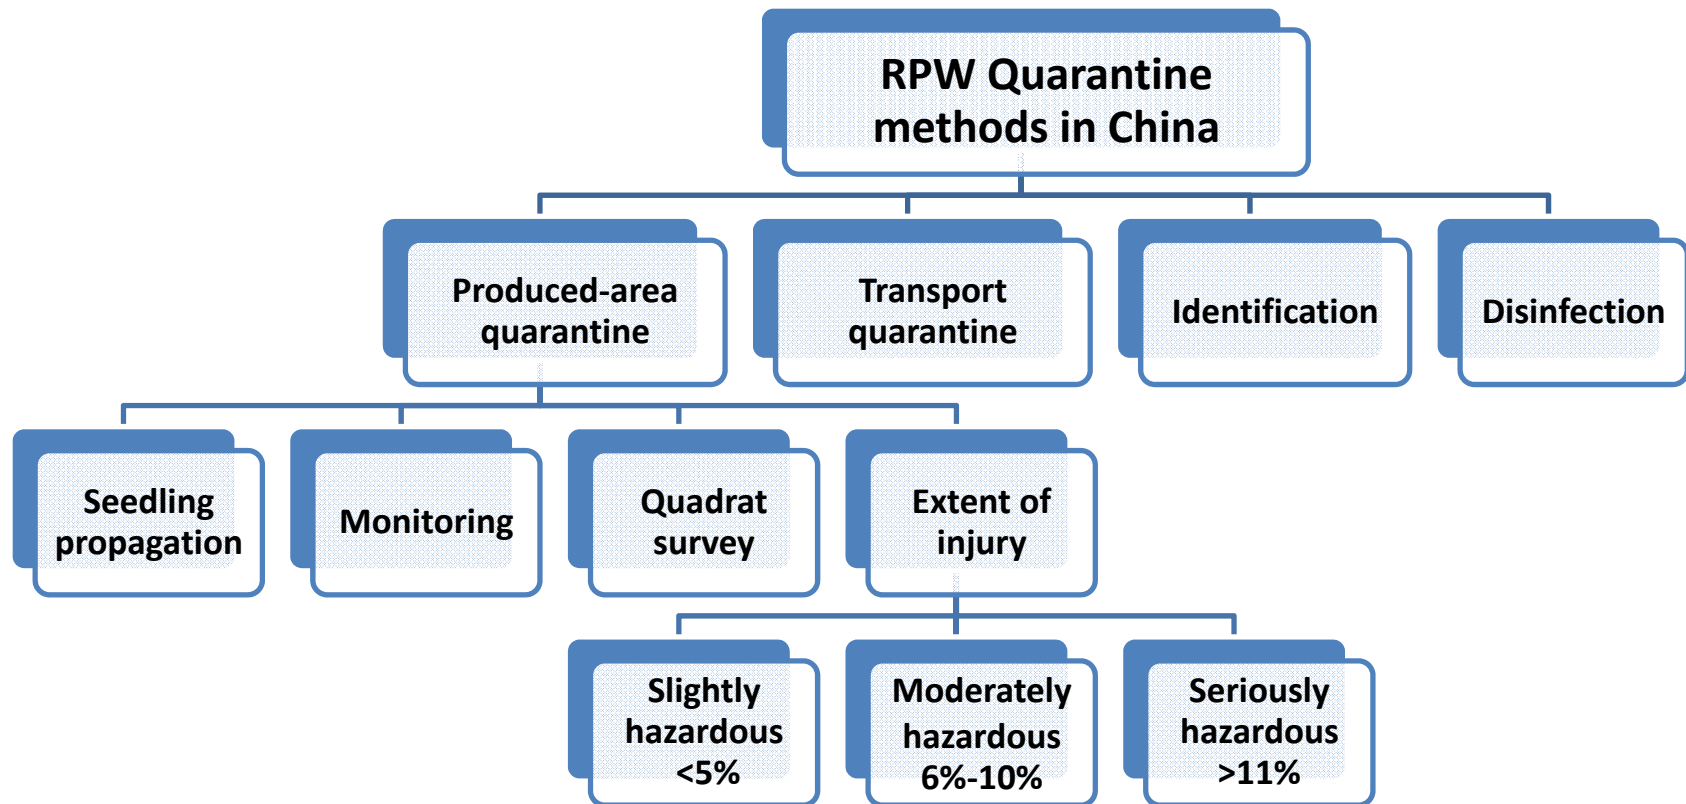 RPW Quarantine
methods in China
Produced-area
quarantine
Transport
quarantine
Identification
Disinfection
Seedling
propagation
Monitoring
Quadrat
survey
Extent of
injury
Slightly
hazardous
<5%
Moderately
hazardous
6%-10%
Seriously
hazardous
>11%